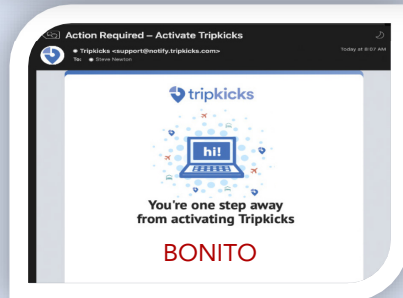 Action Required – Activate Tripkicks
Tripkicks <support@notify.tripkicks.com>
Today at 8:07 AM
To: Steve Newton
tripkicks
hi!
You're one step away
from activating Tripkicks
BONITO